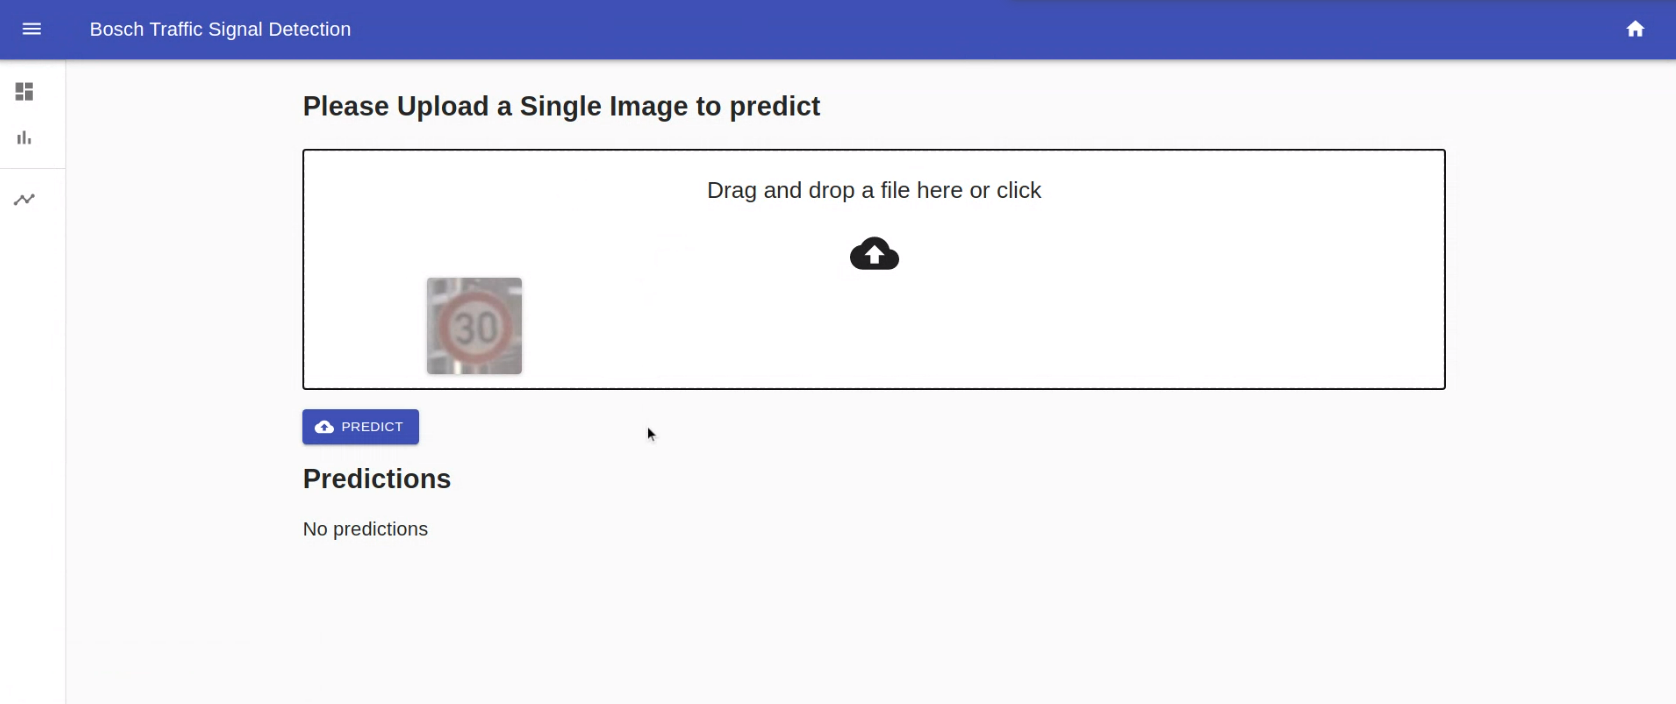 Bosch Traffic Signal Detection
Please Upload a Single Image to predict
Drag and drop a file here or click
30
PREDICT
Predictions
No predictions